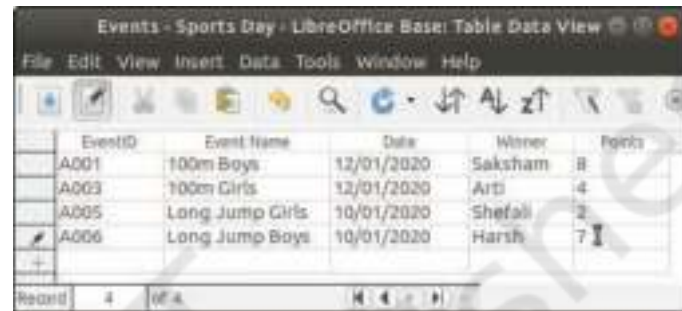 Events - Sports Day - LibreOffice Base: Table Data View
File Edit View Insert Data Tools Window Help
EventID Event Name Date Winner Points
A001 100m Boys 12/01/2020 Saksham 8
A003 100m Girls 12/01/2020 Arti 4
A005 Long Jump Girls 10/01/2020 Shefali 2
A006 Long Jump Boys 10/01/2020 Harsh 7
Record 4 of 4